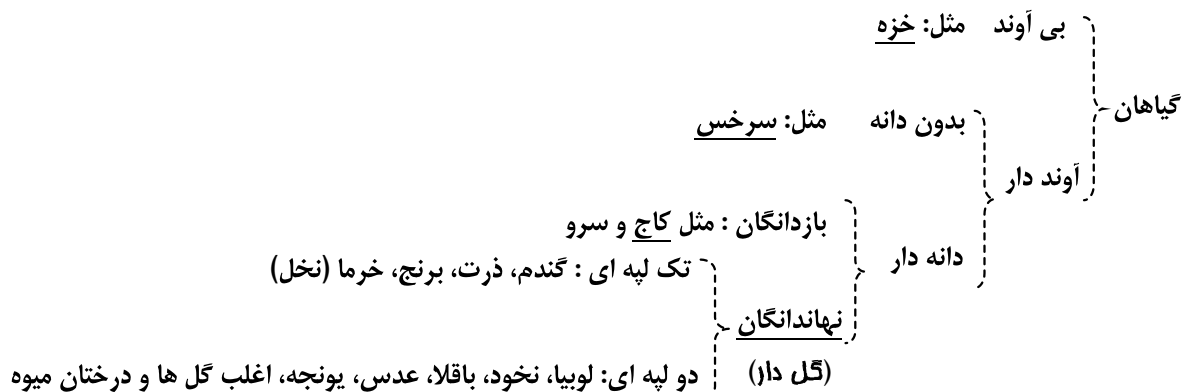 بی آوند مثل: خزه
گیاهان
بدون دانه مثل: سرخس
آوند دار
بازدانگان : مثل کاج و سرو
دانه دار
تک لپه ای : گندم، ذرت، برنج، خرما (نخل)
نهاندانگان
(گل دار)
دو لپه ای: لوبیا، نخود، باقلا، عدس، یونجه، اغلب گل ها و درختان میوه